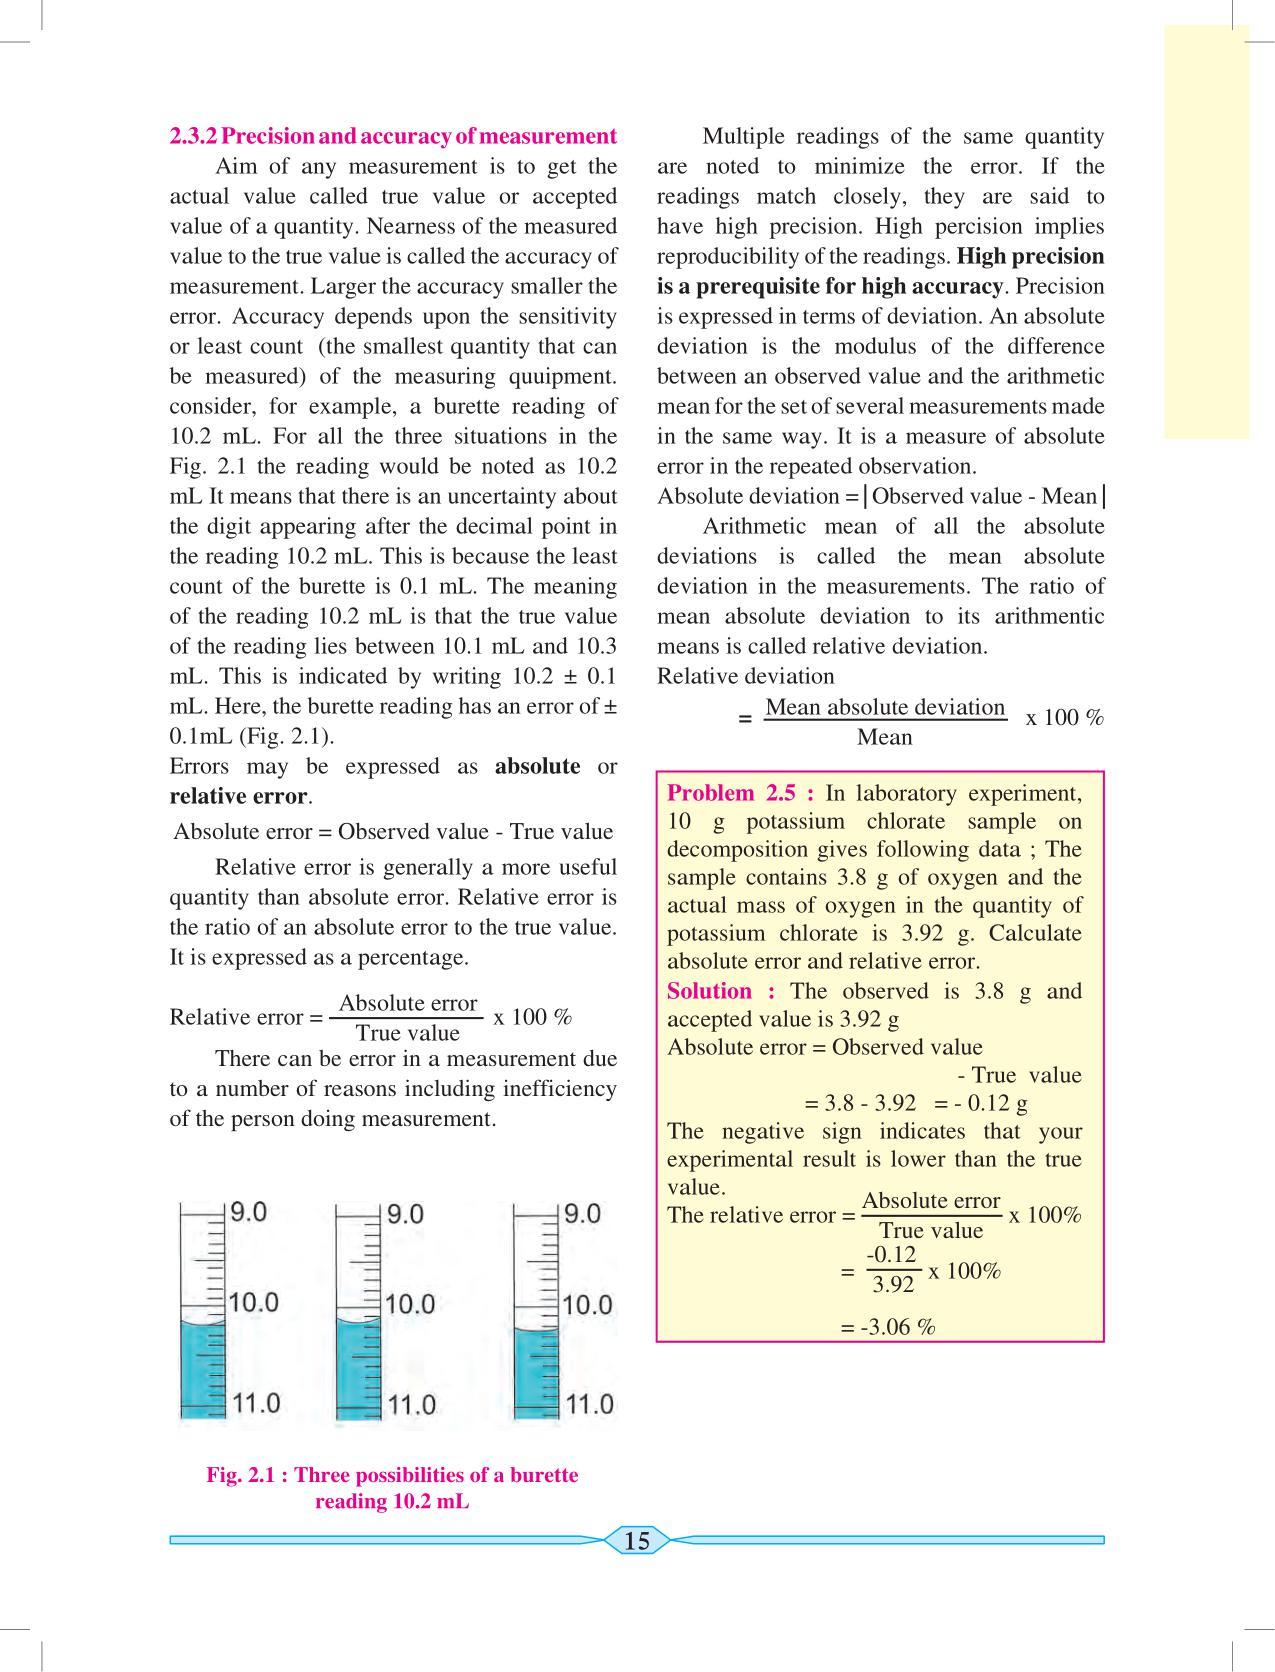 2.3.2 Precision and accuracy of measurement
Aim of any measurement is to get the
actual value called true value or accepted
value of a quantity. Nearness of the measured
value to the true value is called the accuracy of
measurement. Larger the accuracy smaller the
error. Accuracy depends upon the sensitivity
or least count (the smallest quantity that can
be measured) of the measuring quuipment.
consider, for example, a burette reading of
10.2 mL. For all the three situations in the
Fig. 2.1 the reading would be noted as 10.2
mL It means that there is an uncertainty about
the digit appearing after the decimal point in
the reading 10.2 mL. This is because the least
count of the burette is 0.1 mL. The meaning
of the reading 10.2 mL is that the true value
of the reading lies between 10.1 mL and 10.3
mL. This is indicated by writing 10.2 ± 0.1
mL. Here, the burette reading has an error of ±
0.1mL (Fig. 2.1).
Errors may be expressed as absolute or
relative error.
Absolute error = Observed value - True value
Relative error is generally a more useful
quantity than absolute error. Relative error is
the ratio of an absolute error to the true value.
It is expressed as a percentage.
Absolute error
Relative error = x 100 %
True value
There can be error in a measurement due
to a number of reasons including inefficiency
of the person doing measurement.
9.0 9.0 9.0
10.0 10.0 10.0
11.0 11.0 11.0
Fig. 2.1 : Three possibilities of a burette
reading 10.2 mL
Multiple readings of the same quantity
are noted to minimize the error. If the
readings match closely, they are said to
have high precision. High percision implies
reproducibility of the readings. High precision
is a prerequisite for high accuracy. Precision
is expressed in terms of deviation. An absolute
deviation is the modulus of the difference
between an observed value and the arithmetic
mean for the set of several measurements made
in the same way. It is a measure of absolute
error in the repeated observation.
Absolute deviation = | Observed value - Mean |
Arithmetic mean of all the absolute
deviations is called the mean absolute
deviation in the measurements. The ratio of
mean absolute deviation to its arithmentic
means is called relative deviation.
Relative deviation
Mean absolute deviation
= x 100 %
Mean
Problem 2.5 : In laboratory experiment,
10 g potassium chlorate sample on
decomposition gives following data ; The
sample contains 3.8 g of oxygen and the
actual mass of oxygen in the quantity of
potassium chlorate is 3.92 g. Calculate
absolute error and relative error.
Solution : The observed is 3.8 g and
accepted value is 3.92 g
Absolute error = Observed value
- True value
= 3.8 - 3.92 = - 0.12 g
The negative sign indicates that your
experimental result is lower than the true
value.
Absolute error
The relative error = x 100%
True value
-0.12
= x 100%
3.92
= -3.06 %
15